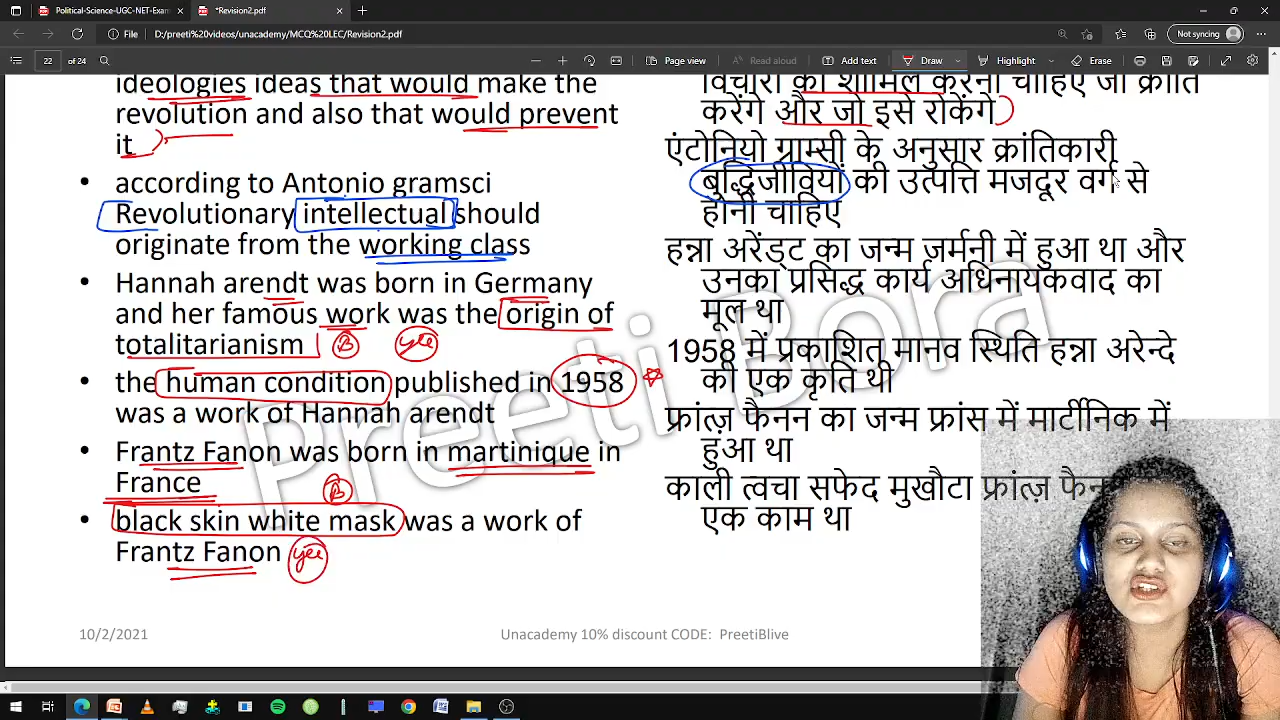 Political-Science-UGC-NET-Exam
*Revision2.pdf
File D:/preeti%20videos/unacademy/MCQ%20LEC/Revision2.pdf
Not syncing
22 of 24
Page view
Read aloud
Add text
Draw
Highlight
Erase
ideologies ideas that would make the
revolution and also that would prevent
it
• according to Antonio gramsci
Revolutionary intellectual should
originate from the working class
• Hannah arendt was born in Germany
and her famous work was the origin of
totalitarianism
B yee
• the human condition published in 1958
was a work of Hannah arendt
• Frantz Fanon was born in martinique in
France
B
• black skin white mask was a work of
Frantz Fanon
yee
विचारों को शामिल करना चाहिए जो क्रांति
करेंगे और जो इसे रोकेंगे
एंटोनियो ग्राम्सी के अनुसार क्रांतिकारी
बुद्धिजीवियों की उत्पत्ति मजदूर वर्ग से
होनी चाहिए
हन्ना अरेंड्ट का जन्म जर्मनी में हुआ था और
उनका प्रसिद्ध कार्य अधिनायकवाद का
मूल था
1958 में प्रकाशित मानव स्थिति हन्ना अरेन्दे
की एक कृति थी
फ्रांत्ज़ फैनन का जन्म फ्रांस में मार्टीनिक में
हुआ था
काली त्वचा सफेद मुखौटा फ्रांत्ज़
एक काम था
Preeti Bora
10/2/2021
Unacademy 10% discount CODE: PreetiBlive